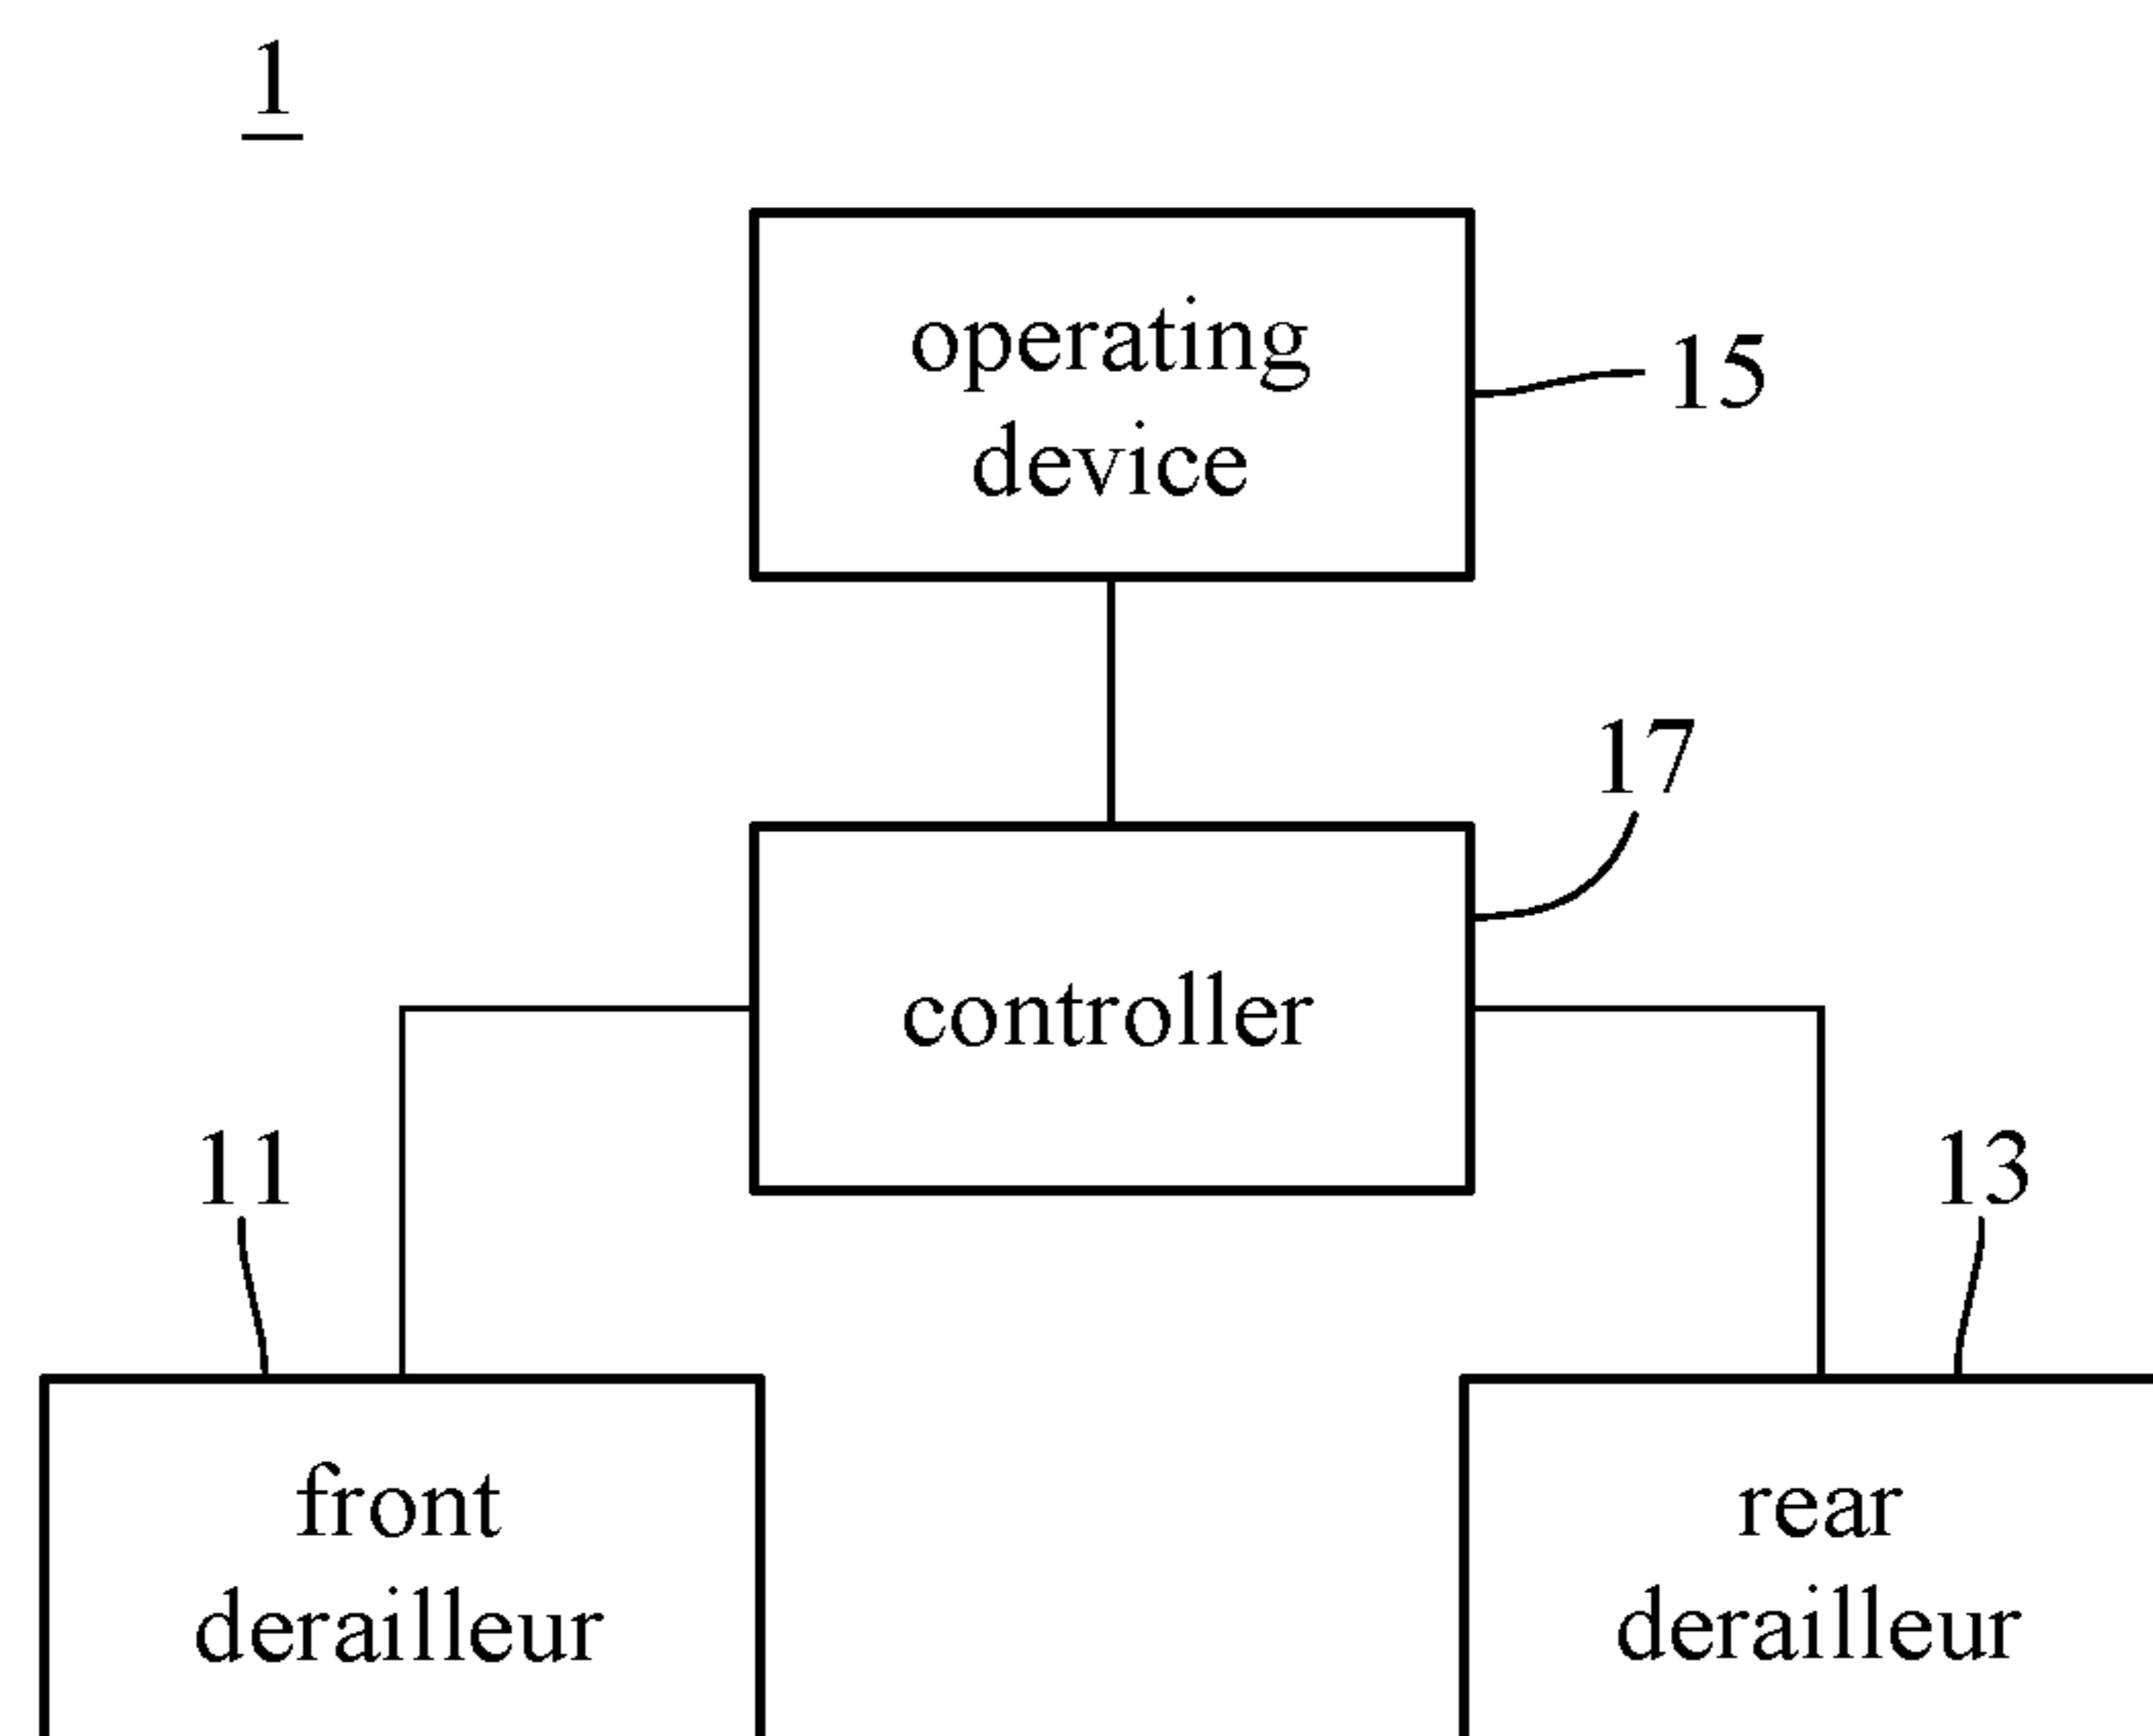 1
operating
device
15
17
controller
11
13
front
derailleur
rear
derailleur